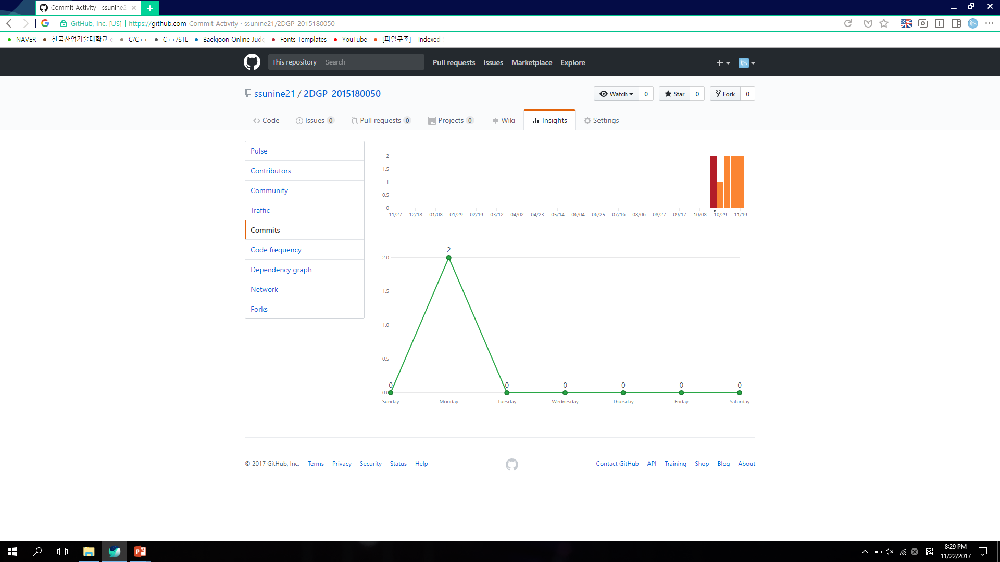 Commit Activity · ssunine2
GitHub, Inc. [US] | https://github.com Commit Activity · ssunine21/2DGP_2015180050
NAVER 한국산업기술대학교 e C/C++ C++/STL Baekjoon Online Judg Fonts Templates YouTube [파일구조] - Indexed
This repository Search Pull requests Issues Marketplace Explore
ssunine21 / 2DGP_2015180050 Watch 0 Star 0 Fork 0
Code Issues 0 Pull requests 0 Projects 0 Wiki Insights Settings
Pulse
Contributors
Community
Traffic
Commits
Code frequency
Dependency graph
Network
Forks
2
1.5
1
0.5
0
11/27 12/18 01/08 01/29 02/19 03/12 04/02 04/23 05/14 06/04 06/25 07/16 08/06 08/27 09/17 10/08 10/29 11/19
2
2.0
1.5
1.0
0.5
0 0 0 0 0 0
0.0
Sunday Monday Tuesday Wednesday Thursday Friday Saturday
© 2017 GitHub, Inc. Terms Privacy Security Status Help Contact GitHub API Training Shop Blog About
한 8:29 PM
11/22/2017